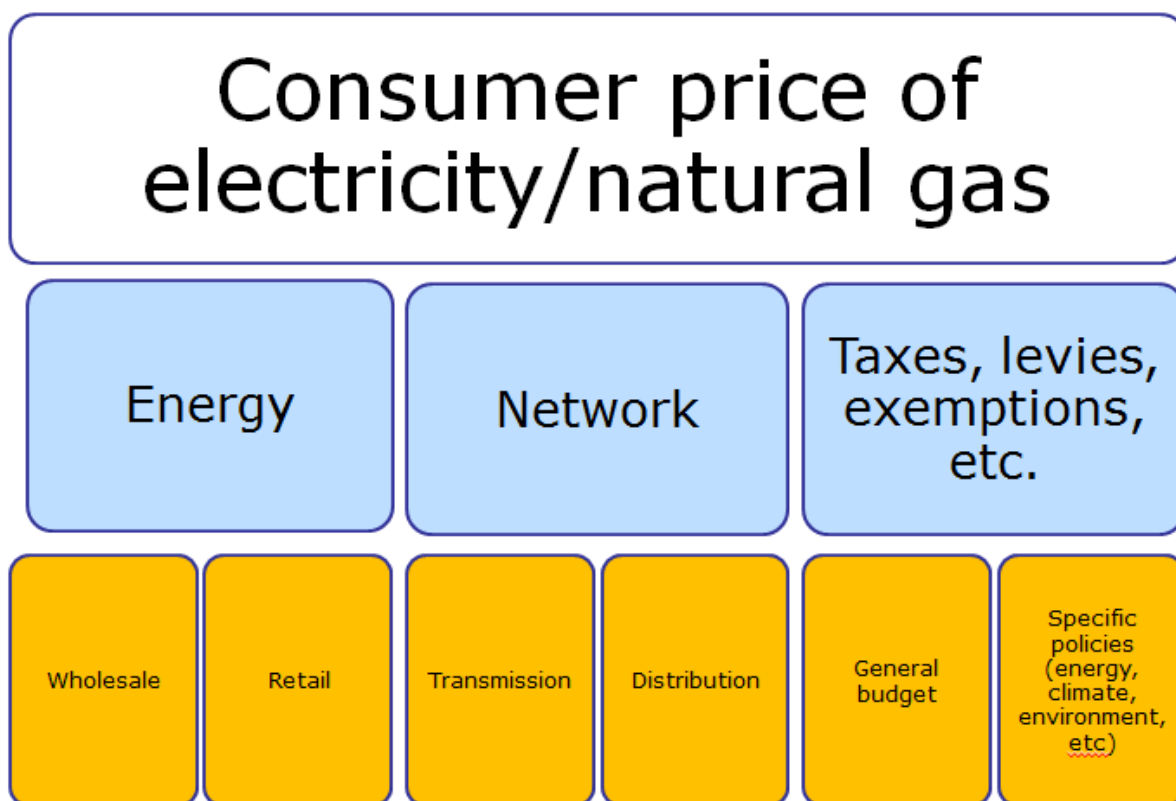 Consumer price of
electricity/natural gas
Energy
Network
Taxes, levies,
exemptions,
etc.
Wholesale
Retail
Transmission
Distribution
General
budget
Specific
policies
(energy,
climate,
environment,
etc)